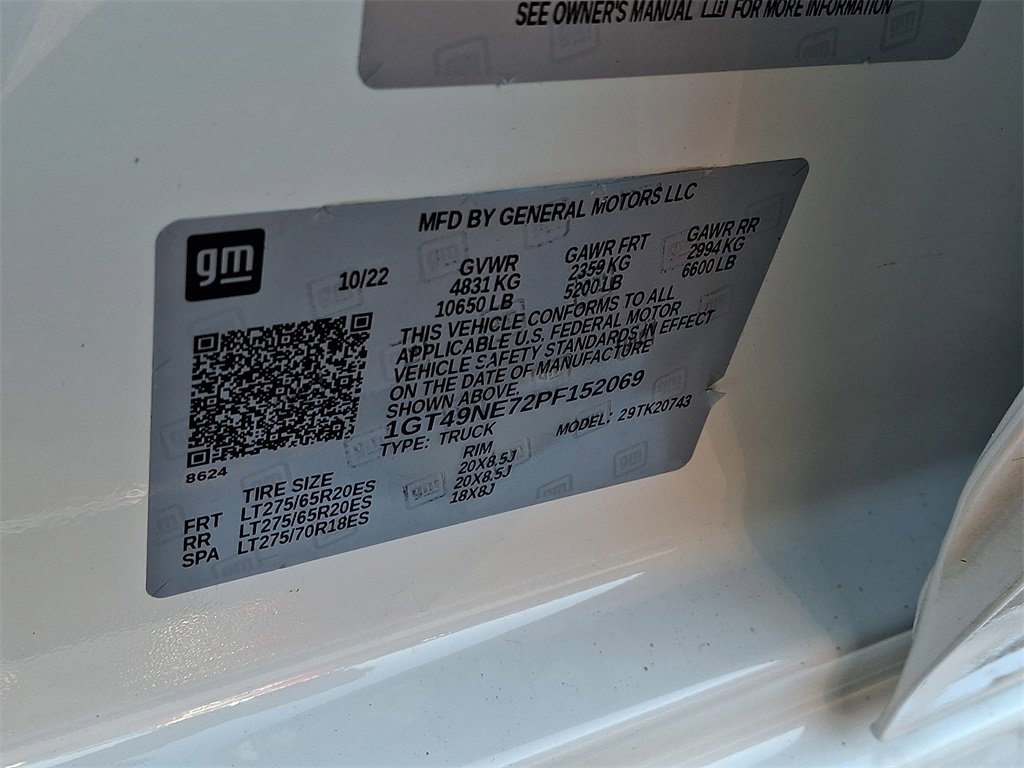 SEE OWNER'S MANUAL FOR MORE INFORMATION
MFD BY GENERAL MOTORS LLC
gm
10/22
GVWR
4831 KG
10650 LB
GAWR FRT
2359 KG
5200 LB
GAWR RR
2994 KG
6600 LB
THIS VEHICLE CONFORMS TO ALL
APPLICABLE U.S. FEDERAL MOTOR
VEHICLE SAFETY STANDARDS IN EFFECT
ON THE DATE OF MANUFACTURE
SHOWN ABOVE.
1GT49NE72PF152069
TYPE: TRUCK
MODEL: 29TK20743
8624
TIRE SIZE RIM
FRT LT275/65R20ES 20X8.5J
RR LT275/65R20ES 20X8.5J
SPA LT275/70R18ES 18X8J